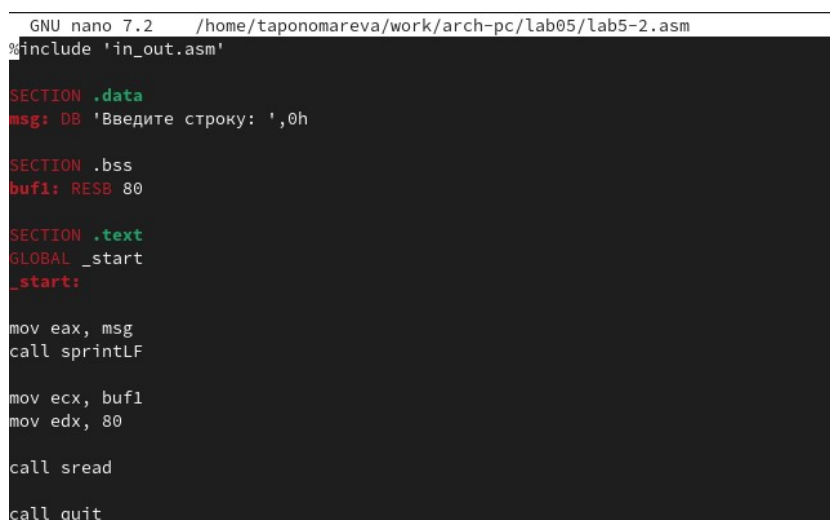 GNU nano 7.2 /home/taponomareva/work/arch-pc/lab05/lab5-2.asm
%include 'in_out.asm'
SECTION .data
msg: DB 'Введите строку: ',0h
SECTION .bss
buf1: RESB 80
SECTION .text
GLOBAL _start
_start:
mov eax, msg
call sprintLF
mov ecx, buf1
mov edx, 80
call sread
call quit